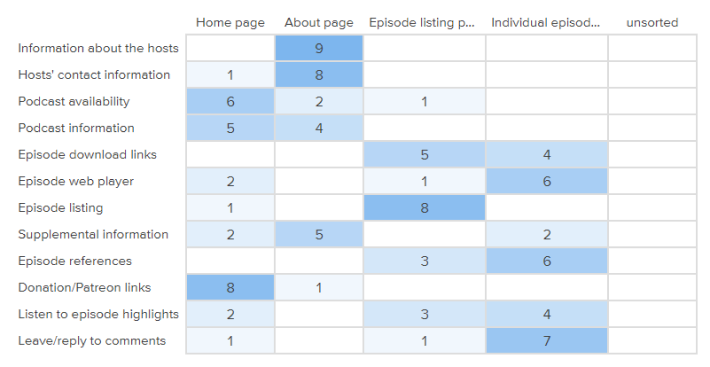 Home page About page Episode listing p... Individual episod... unsorted
Information about the hosts 9
Hosts' contact information 1 8
Podcast availability 6 2 1
Podcast information 5 4
Episode download links 5 4
Episode web player 2 1 6
Episode listing 1 8
Supplemental information 2 5 2
Episode references 3 6
Donation/Patreon links 8 1
Listen to episode highlights 2 3 4
Leave/reply to comments 1 1 7